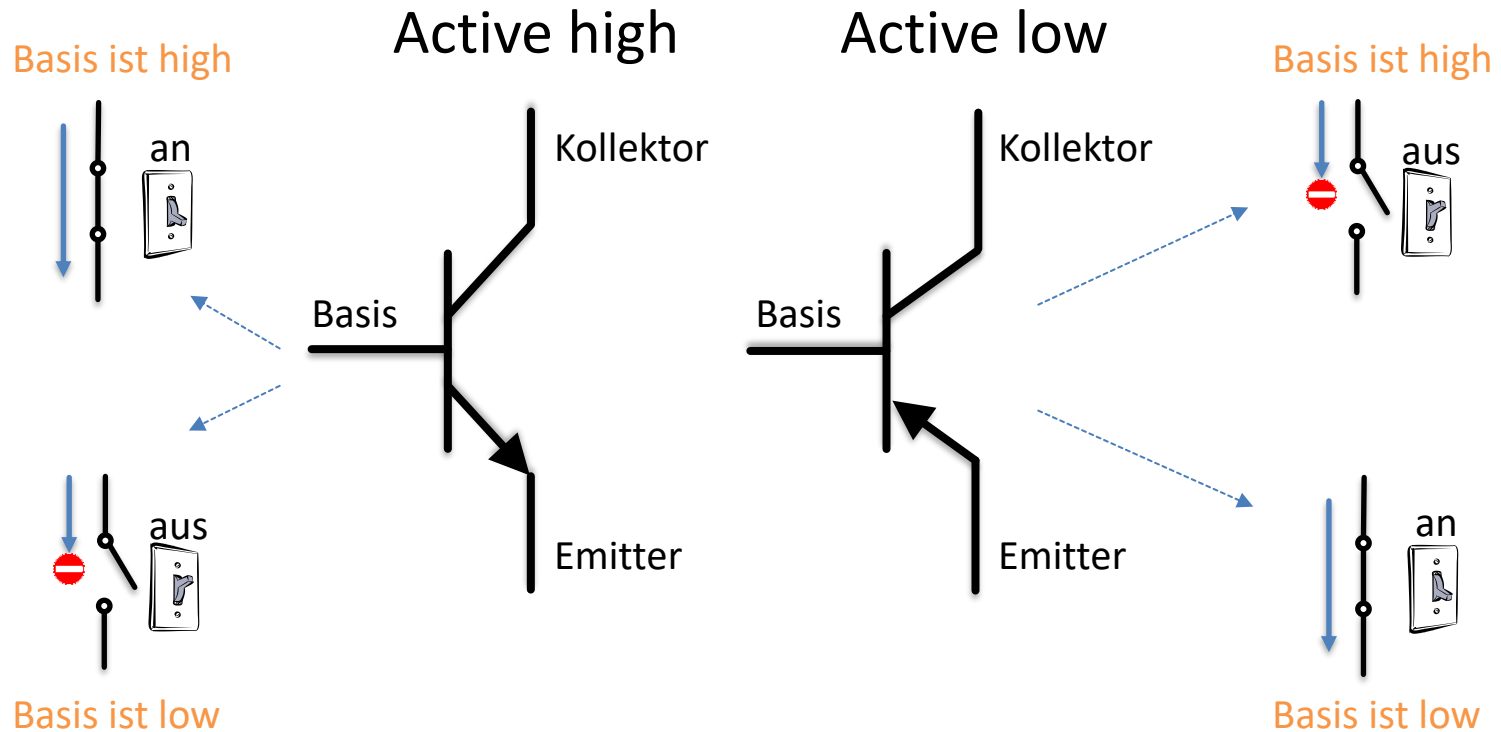 Active high
Active low
Basis ist high
an
Basis
Kollektor
Emitter
aus
Basis ist low
Basis ist high
aus
Basis
Kollektor
Emitter
an
Basis ist low